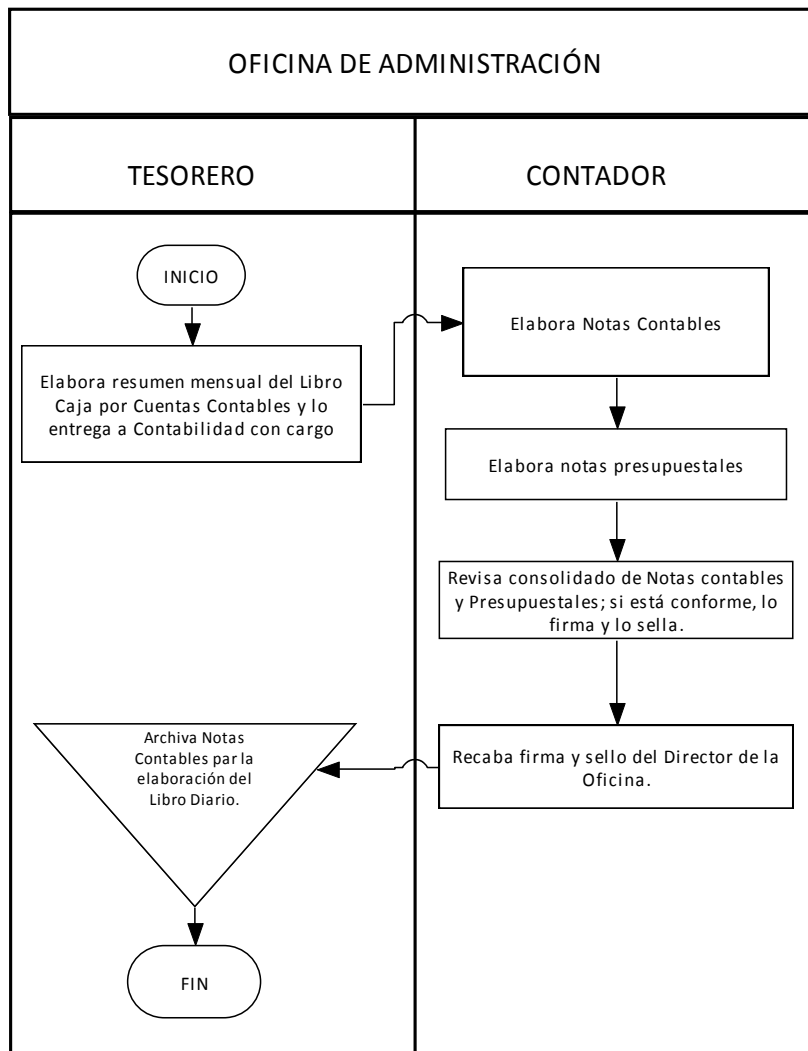 OFICINA DE ADMINISTRACIÓN
TESORERO
CONTADOR
INICIO
Elabora resumen mensual del Libro
Caja por Cuentas Contables y lo
entrega a Contabilidad con cargo
Elabora Notas Contables
Elabora notas presupuestales
Revisa consolidado de Notas contables
y Presupuestales; si está conforme, lo
firma y lo sella.
Recaba firma y sello del Director de la
Oficina.
Archiva Notas
Contables par la
elaboración del
Libro Diario.
FIN